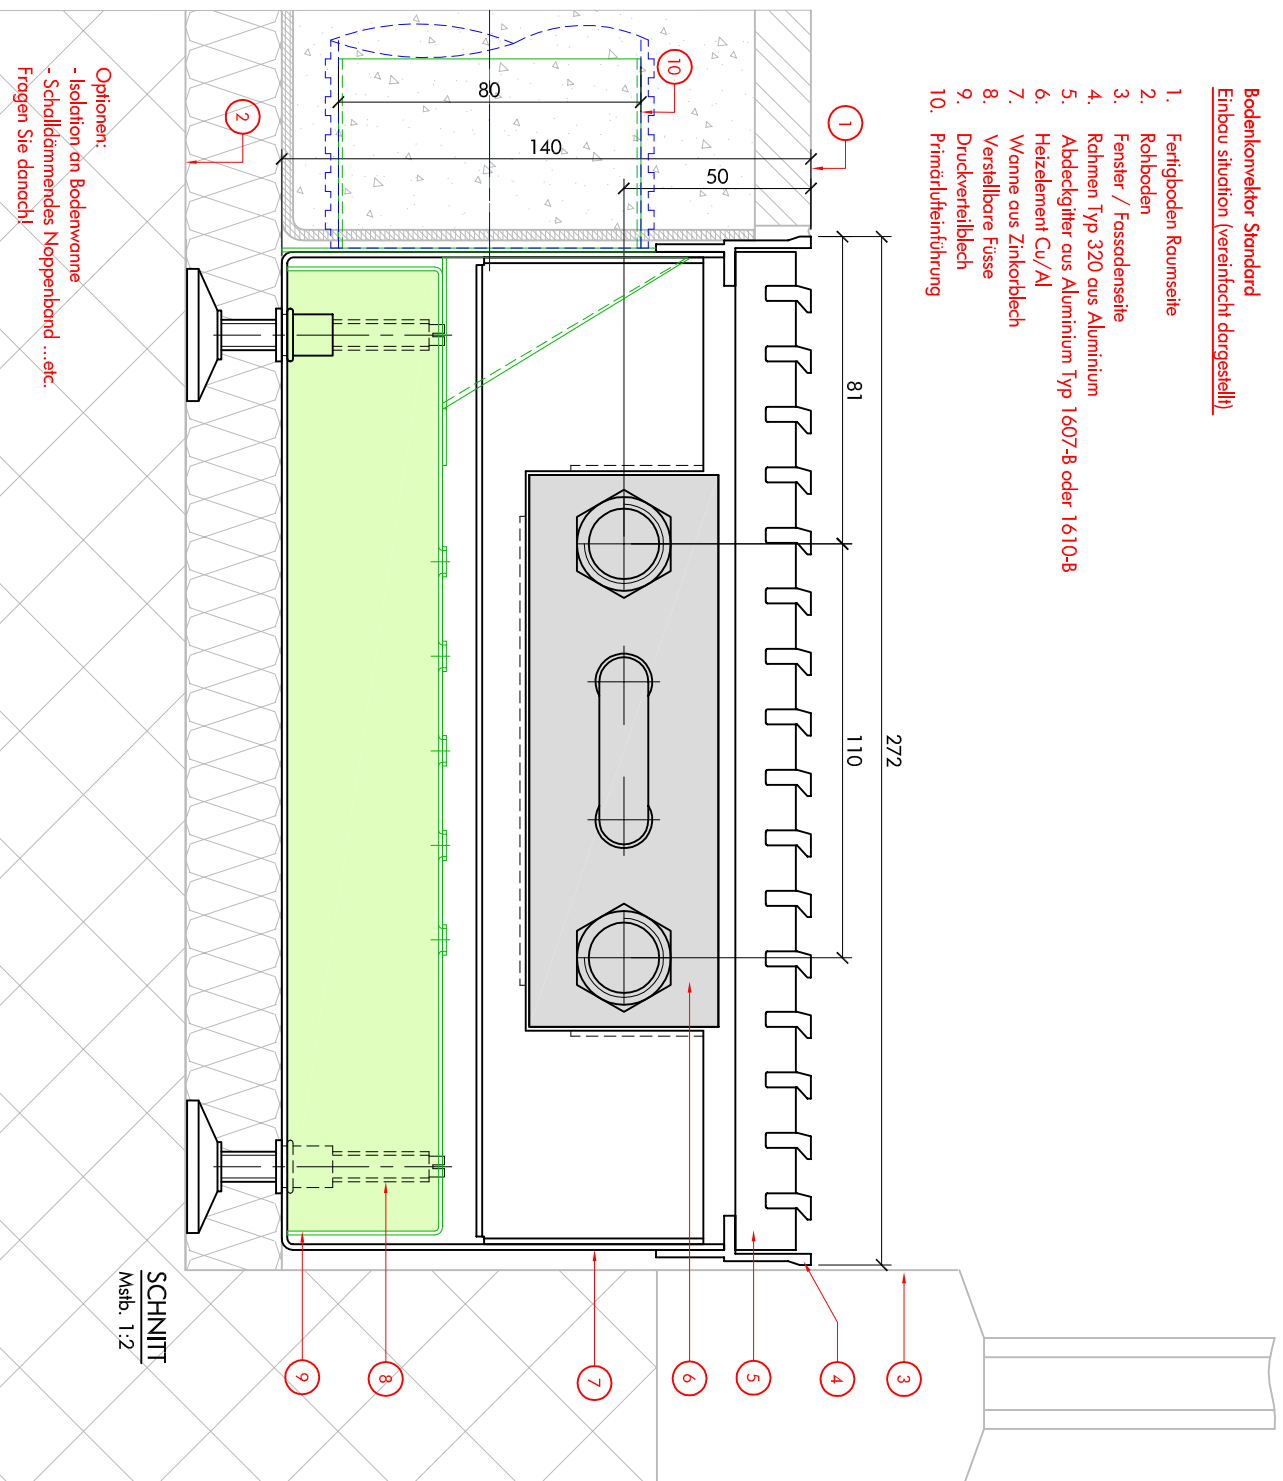 Bodenkonvektor Standard
Einbau situation (vereinfacht dargestellt)
1. Fertigboden Raumseite
2. Rohboden
3. Fenster / Fassadenseite
4. Rahmen Typ 320 aus Aluminium
5. Abdeckgitter aus Aluminium Typ 1607-B oder 1610-B
6. Heizelement Cu/Al
7. Wanne aus Zinkorblech
8. Verstellbare Füsse
9. Druckverteilblech
10. Primärlufteinführung
272
81
110
1
50
140
10
80
2
3
4
5
6
7
8
9
SCHNITT
Mstb. 1:2
Optionen:
- Isolation an Bodenwanne
- Schalldämmendes Noppenband ...etc.
Fragen Sie danach!